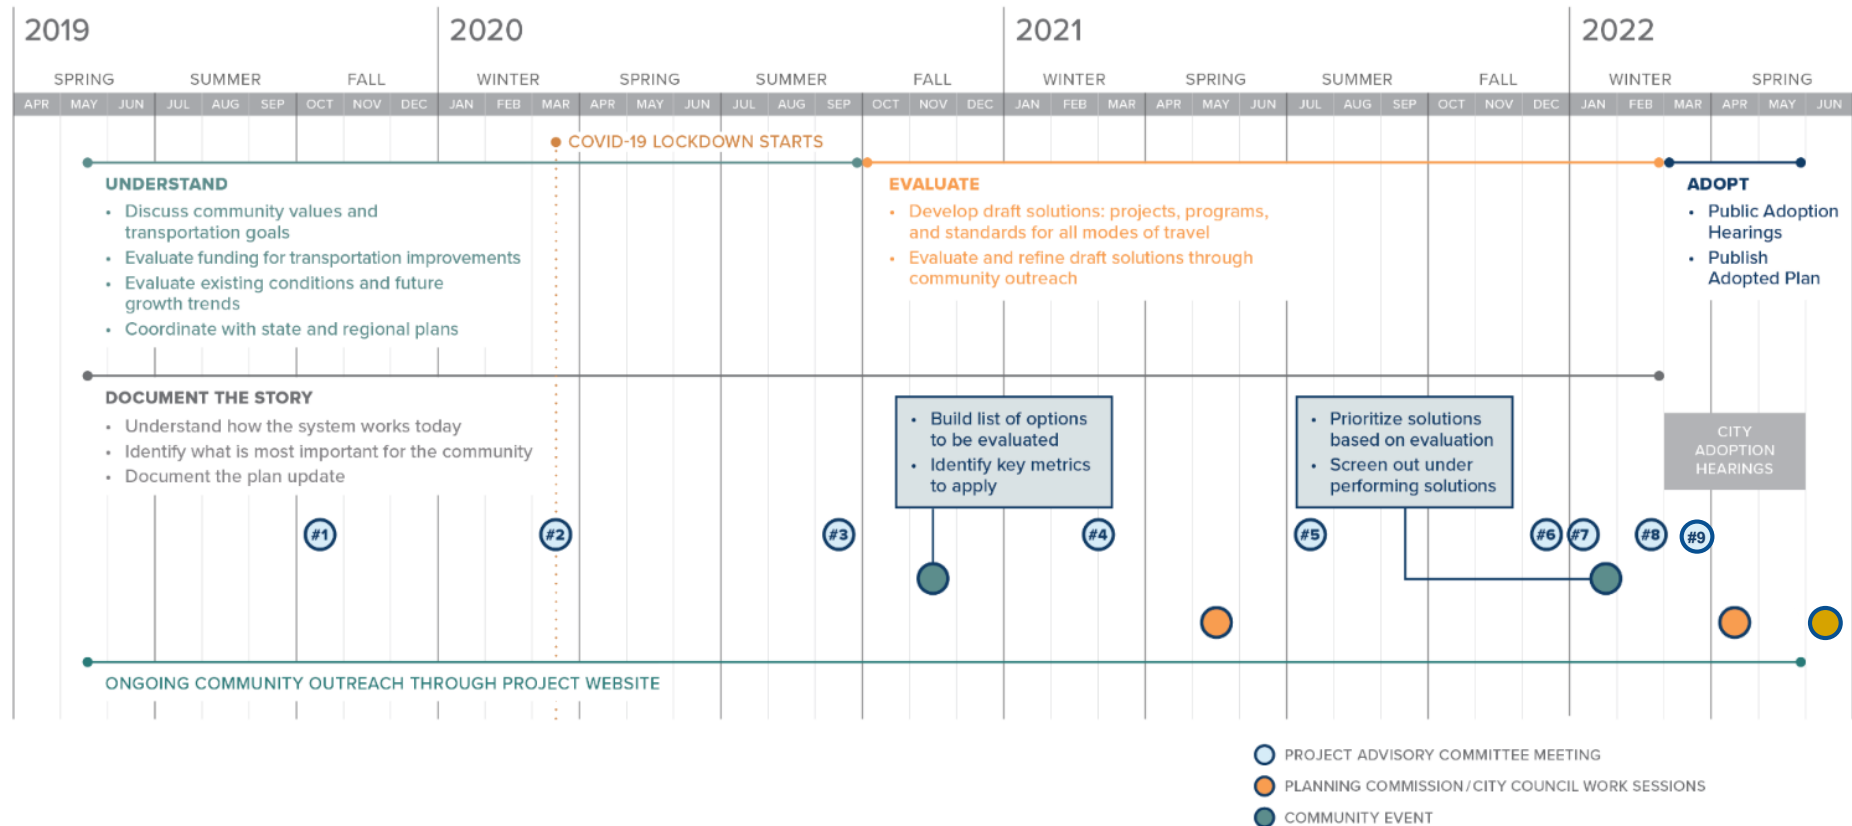 2019 2020 2021 2022
SPRING SUMMER FALL WINTER SPRING SUMMER FALL WINTER SPRING SUMMER FALL WINTER SPRING
APR MAY JUN JUL AUG SEP OCT NOV DEC JAN FEB MAR APR MAY JUN JUL AUG SEP OCT NOV DEC JAN FEB MAR APR MAY JUN JUL AUG SEP OCT NOV DEC JAN FEB MAR APR MAY JUN
COVID-19 LOCKDOWN STARTS
UNDERSTAND
• Discuss community values and
transportation goals
• Evaluate funding for transportation improvements
• Evaluate existing conditions and future
growth trends
• Coordinate with state and regional plans
EVALUATE
• Develop draft solutions: projects, programs,
and standards for all modes of travel
• Evaluate and refine draft solutions through
community outreach
ADOPT
• Public Adoption
Hearings
• Publish
Adopted Plan
DOCUMENT THE STORY
• Understand how the system works today
• Identify what is most important for the community
• Document the plan update
• Build list of options
to be evaluated
• Identify key metrics
to apply
• Prioritize solutions
based on evaluation
• Screen out under
performing solutions
CITY
ADOPTION
HEARINGS
#1 #2 #3 #4 #5 #6 #7 #8 #9
ONGOING COMMUNITY OUTREACH THROUGH PROJECT WEBSITE
PROJECT ADVISORY COMMITTEE MEETING
PLANNING COMMISSION/CITY COUNCIL WORK SESSIONS
COMMUNITY EVENT